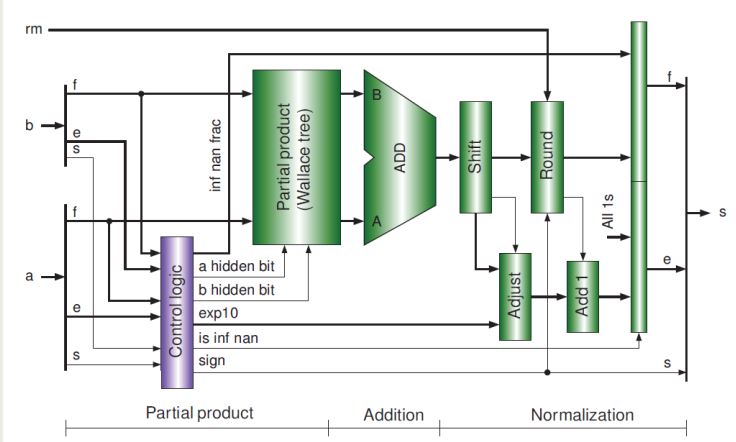 rm
f
b
e
s
inf nan frac
Partial product
(Wallace tree)
B
A
ADD
Shift
Round
All 1s
f
s
e
f
a
e
s
Control logic
a hidden bit
b hidden bit
exp10
is inf nan
sign
Adjust
Add 1
s
Partial product
Addition
Normalization